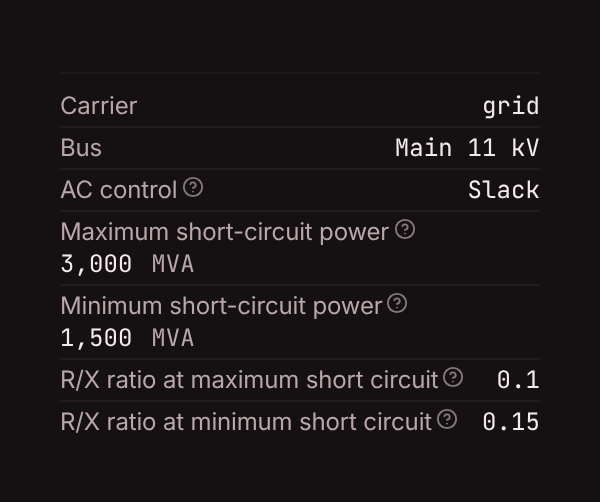 Carrier grid
Bus Main 11 kV
AC control Slack
Maximum short-circuit power
3,000 MVA
Minimum short-circuit power
1,500 MVA
R/X ratio at maximum short circuit 0.1
R/X ratio at minimum short circuit 0.15